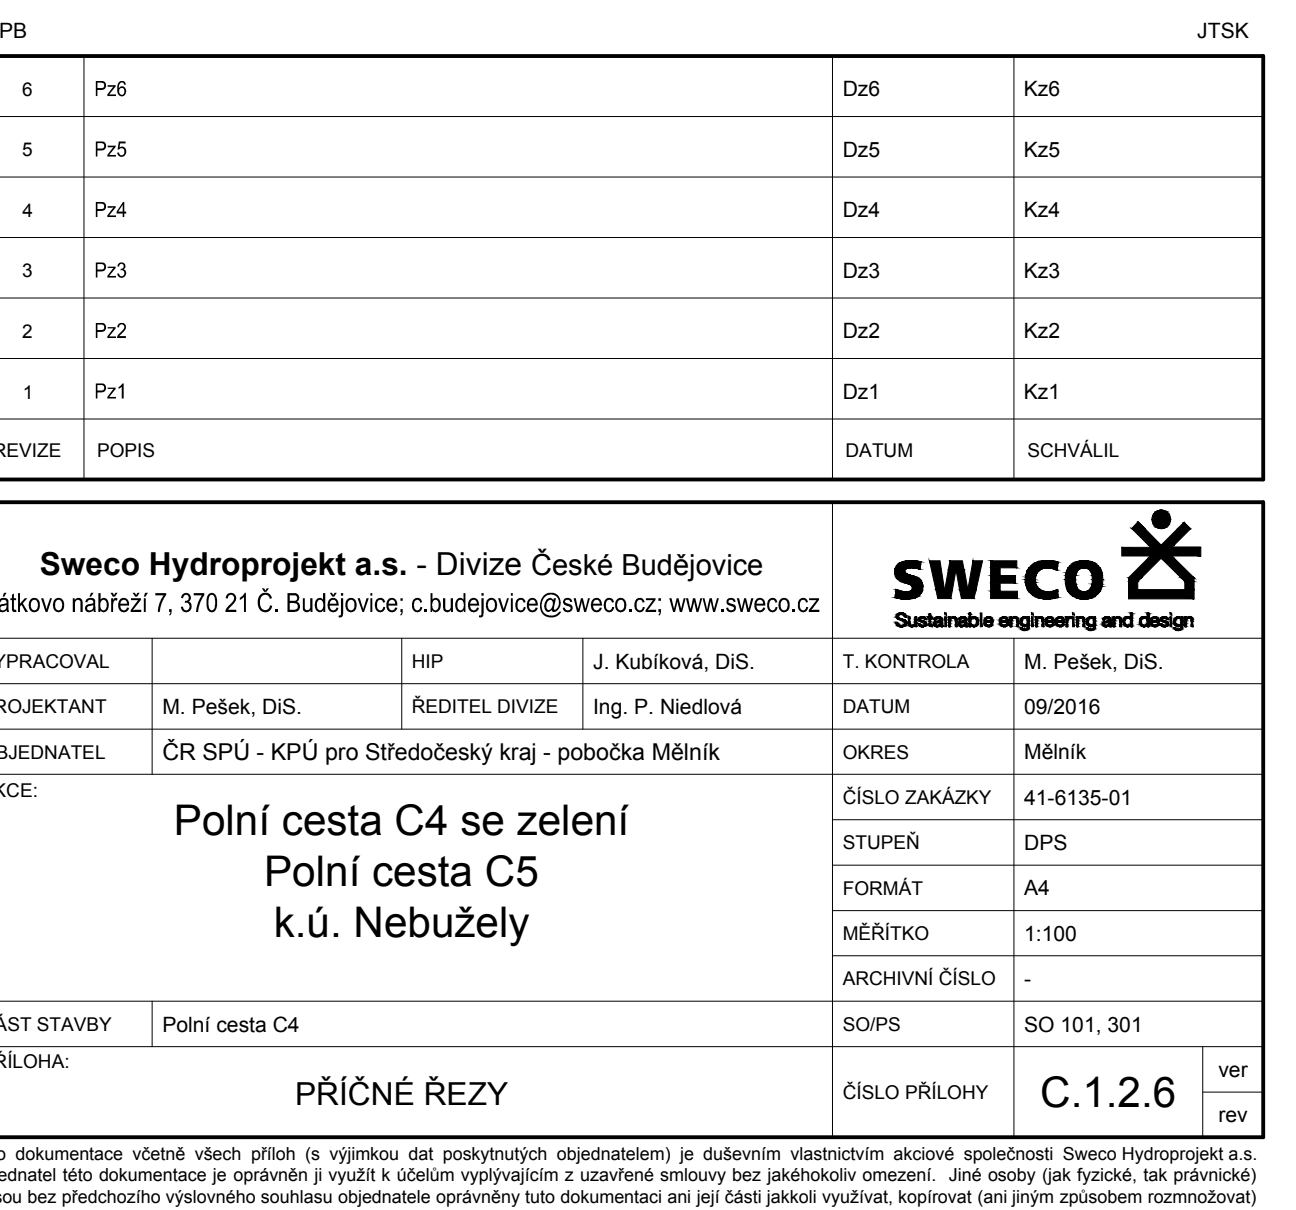 PB JTSK
6 Pz6 Dz6 Kz6
5 Pz5 Dz5 Kz5
4 Pz4 Dz4 Kz4
3 Pz3 Dz3 Kz3
2 Pz2 Dz2 Kz2
1 Pz1 Dz1 Kz1
REVIZE POPIS DATUM SCHVÁLIL
Sweco Hydroprojekt a.s. - Divize České Budějovice
átkovo nábřeží 7, 370 21 Č. Budějovice; c.budejovice@sweco.cz; www.sweco.cz
SWECO
Sustainable engineering and design
YPRACOVAL HIP J. Kubíková, DiS. T. KONTROLA M. Pešek, DiS.
ROJEKTANT M. Pešek, DiS. ŘEDITEL DIVIZE Ing. P. Niedlová DATUM 09/2016
BJEDNATEL ČR SPÚ - KPÚ pro Středočeský kraj - pobočka Mělník OKRES Mělník
KCE:
Polní cesta C4 se zelení
Polní cesta C5
k.ú. Nebužely
ČÍSLO ZAKÁZKY 41-6135-01
STUPEŇ DPS
FORMÁT A4
MĚŘÍTKO 1:100
ARCHIVNÍ ČÍSLO -
ÁST STAVBY Polní cesta C4 SO/PS SO 101, 301
ŘÍLOHA:
PŘÍČNÉ ŘEZY
ČÍSLO PŘÍLOHY C.1.2.6 ver
rev
o dokumentace včetně všech příloh (s výjimkou dat poskytnutých objednatelem) je duševním vlastnictvím akciové společnosti Sweco Hydroprojekt a.s.
ednatel této dokumentace je oprávněn ji využít k účelům vyplývajícím z uzavřené smlouvy bez jakéhokoliv omezení. Jiné osoby (jak fyzické, tak právnické)
sou bez předchozího výslovného souhlasu objednatele oprávněny tuto dokumentaci ani její části jakkoli využívat, kopírovat (ani jiným způsobem rozmnožovat)